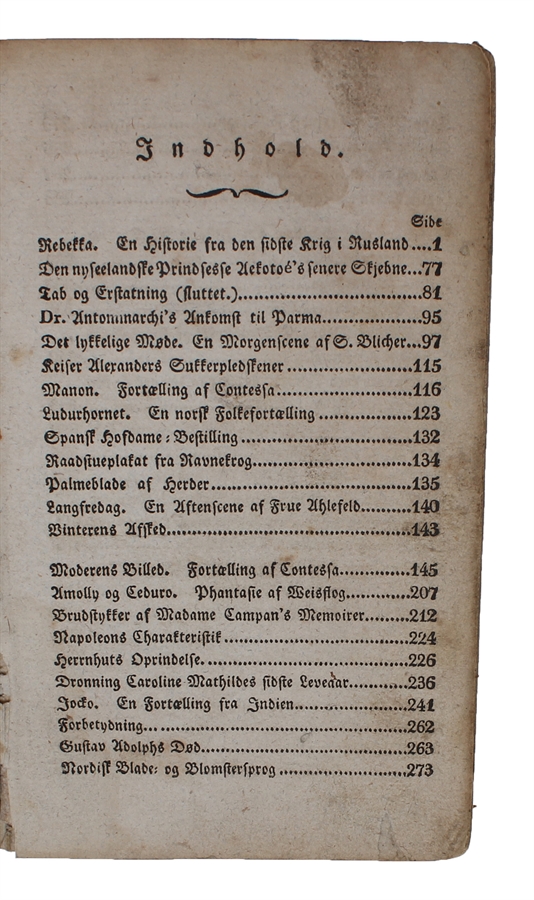 Indhold.
Side
Rebekka. En Historie fra den sidste Krig i Rusland....1
Den nyseelandske Prindsesse Aekotoé's senere Skjebne...77
Tab og Erstatning (sluttet.)..............................81
Dr. Antommarchi's Ankomst til Parma...............95
Det lykkelige Møde. En Morgenscene af S. Blicher...97
Keiser Alexanders Sukkerpledskener.....................115
Manon. Fortælling af Contessa.......................116
Ludurhornet. En norsk Folkefortælling................123
Spansk Hofdame-Bestilling.............................132
Raadstueplakat fra Ravnekrog...........................134
Palmeblade af Herder..................................135
Langfredag. En Aftenscene af Frue Ahlefeld..........140
Vinterens Afsked.........................................143
Moderens Billed. Fortælling af Contessa.............145
Amolly og Ceduro. Phantasie af Weisflog............207
Brudstykker af Madame Campan's Memoirer........212
Napoleons Charakteristik................................224
Herrnhuts Oprindelse....................................226
Dronning Caroline Mathildes sidste Leveaar..........236
Jocko. En Fortælling fra Indien.....................241
Forbetydning..............................................262
Gustav Adolphs Død.....................................263
Nordisk Blade- og Blomstersprog......................273